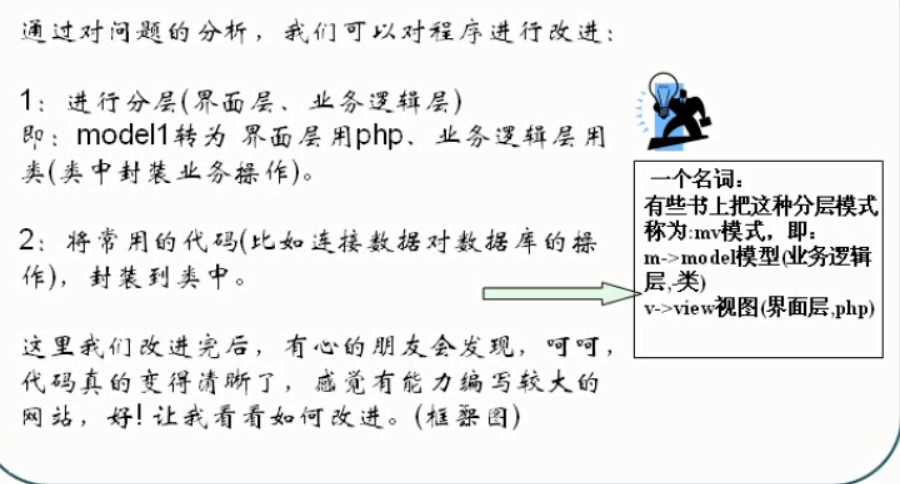 通过对问题的分析，我们可以对程序进行改进：
1：进行分层(界面层、业务逻辑层)
即：model1转为 界面层用php、业务逻辑层用
类(类中封装业务操作)。
2：将常用的代码(比如连接数据对数据库的操
作)，封装到类中。
这里我们改进完后，有心的朋友会发现，呵呵，
代码真的变得清晰了，感觉有能力编写较大的
网站，好! 让我看看如何改进。(框架图)
一个名词：
有些书上把这种分层模式
称为:mv模式，即：
m->model模型(业务逻辑
层,-类)
v->view视图(界面层,php)